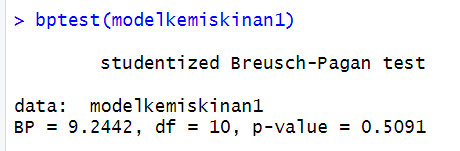 > bptest(modelkemiskinan1)
studentized Breusch-Pagan test
data:  modelkemiskinan1
BP = 9.2442, df = 10, p-value = 0.5091